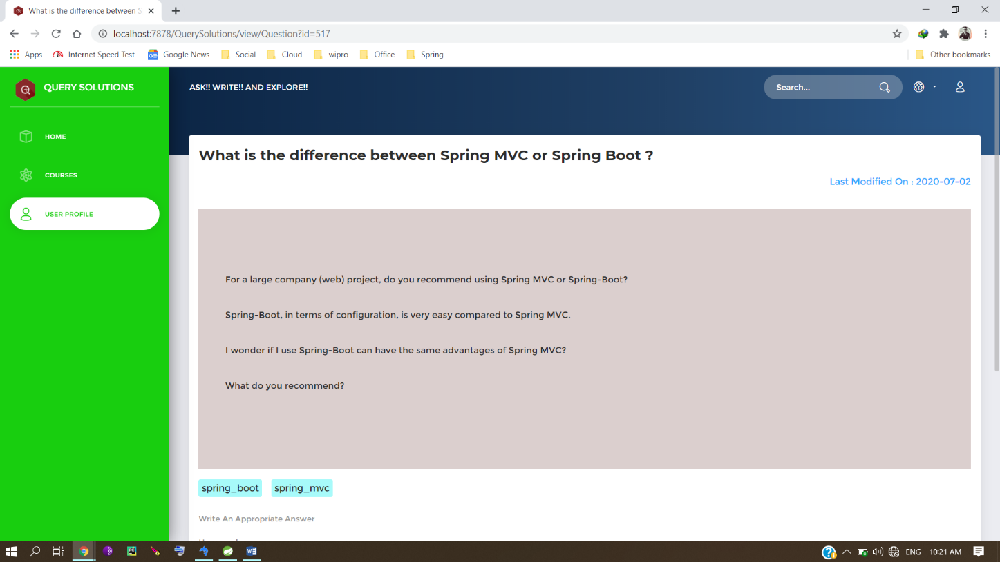 What is the difference between S
localhost:7878/QuerySolutions/view/Question?id=517
Apps Internet Speed Test Google News Social Cloud wipro Office Spring Other bookmarks
QUERY SOLUTIONS
ASK!! WRITE!! AND EXPLORE!!
Search...
HOME
COURSES
USER PROFILE
What is the difference between Spring MVC or Spring Boot ?
Last Modified On : 2020-07-02
For a large company (web) project, do you recommend using Spring MVC or Spring-Boot?
Spring-Boot, in terms of configuration, is very easy compared to Spring MVC.
I wonder if I use Spring-Boot can have the same advantages of Spring MVC?
What do you recommend?
spring_boot spring_mvc
Write An Appropriate Answer
Here can be your answer
ENG 10:21 AM